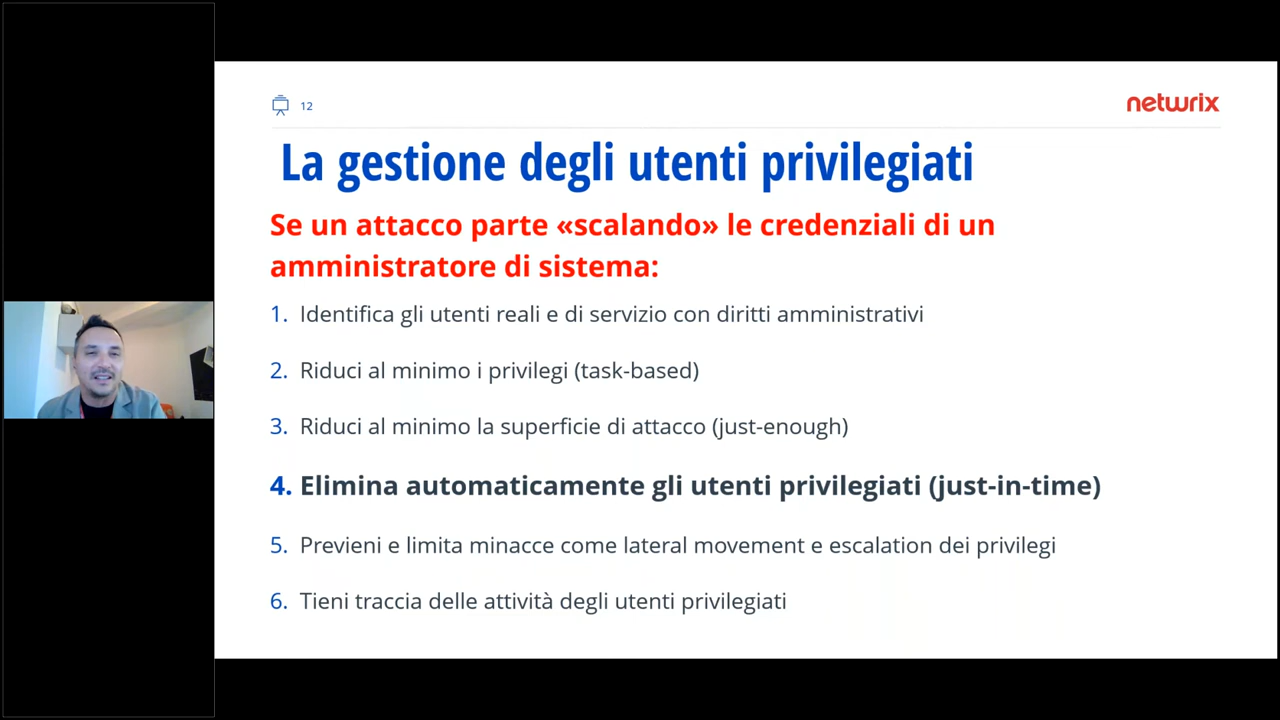 12
netwrix
La gestione degli utenti privilegiati
Se un attacco parte «scalando» le credenziali di un
amministratore di sistema:
1. Identifica gli utenti reali e di servizio con diritti amministrativi
2. Riduci al minimo i privilegi (task-based)
3. Riduci al minimo la superficie di attacco (just-enough)
4. Elimina automaticamente gli utenti privilegiati (just-in-time)
5. Previeni e limita minacce come lateral movement e escalation dei privilegi
6. Tieni traccia delle attività degli utenti privilegiati